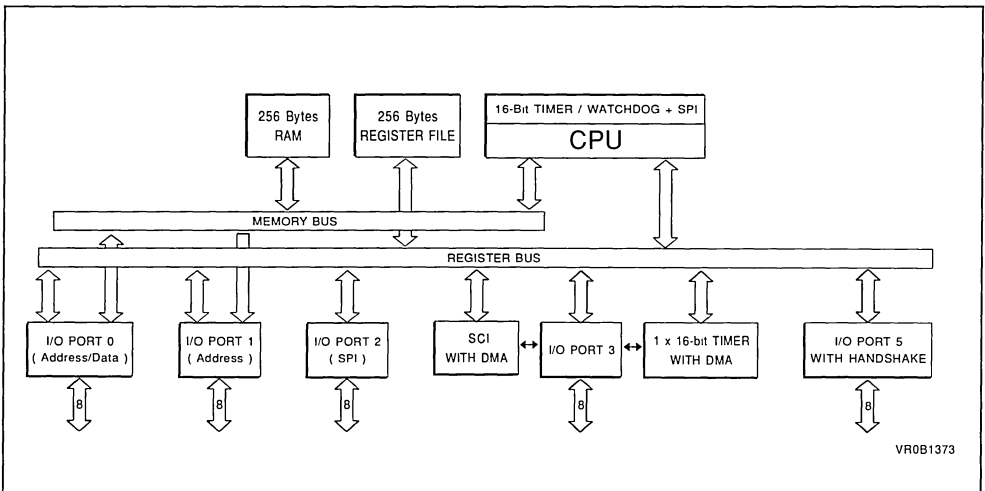 256 Bytes
RAM
256 Bytes
REGISTER FILE
16-Bit TIMER / WATCHDOG + SPI
CPU
MEMORY BUS
REGISTER BUS
I/O PORT 0
( Address/Data )
I/O PORT 1
( Address )
I/O PORT 2
( SPI )
SCI
WITH DMA
I/O PORT 3
1 x 16-bit TIMER
WITH DMA
I/O PORT 5
WITH HANDSHAKE
8
8
8
8
8
VR0B1373